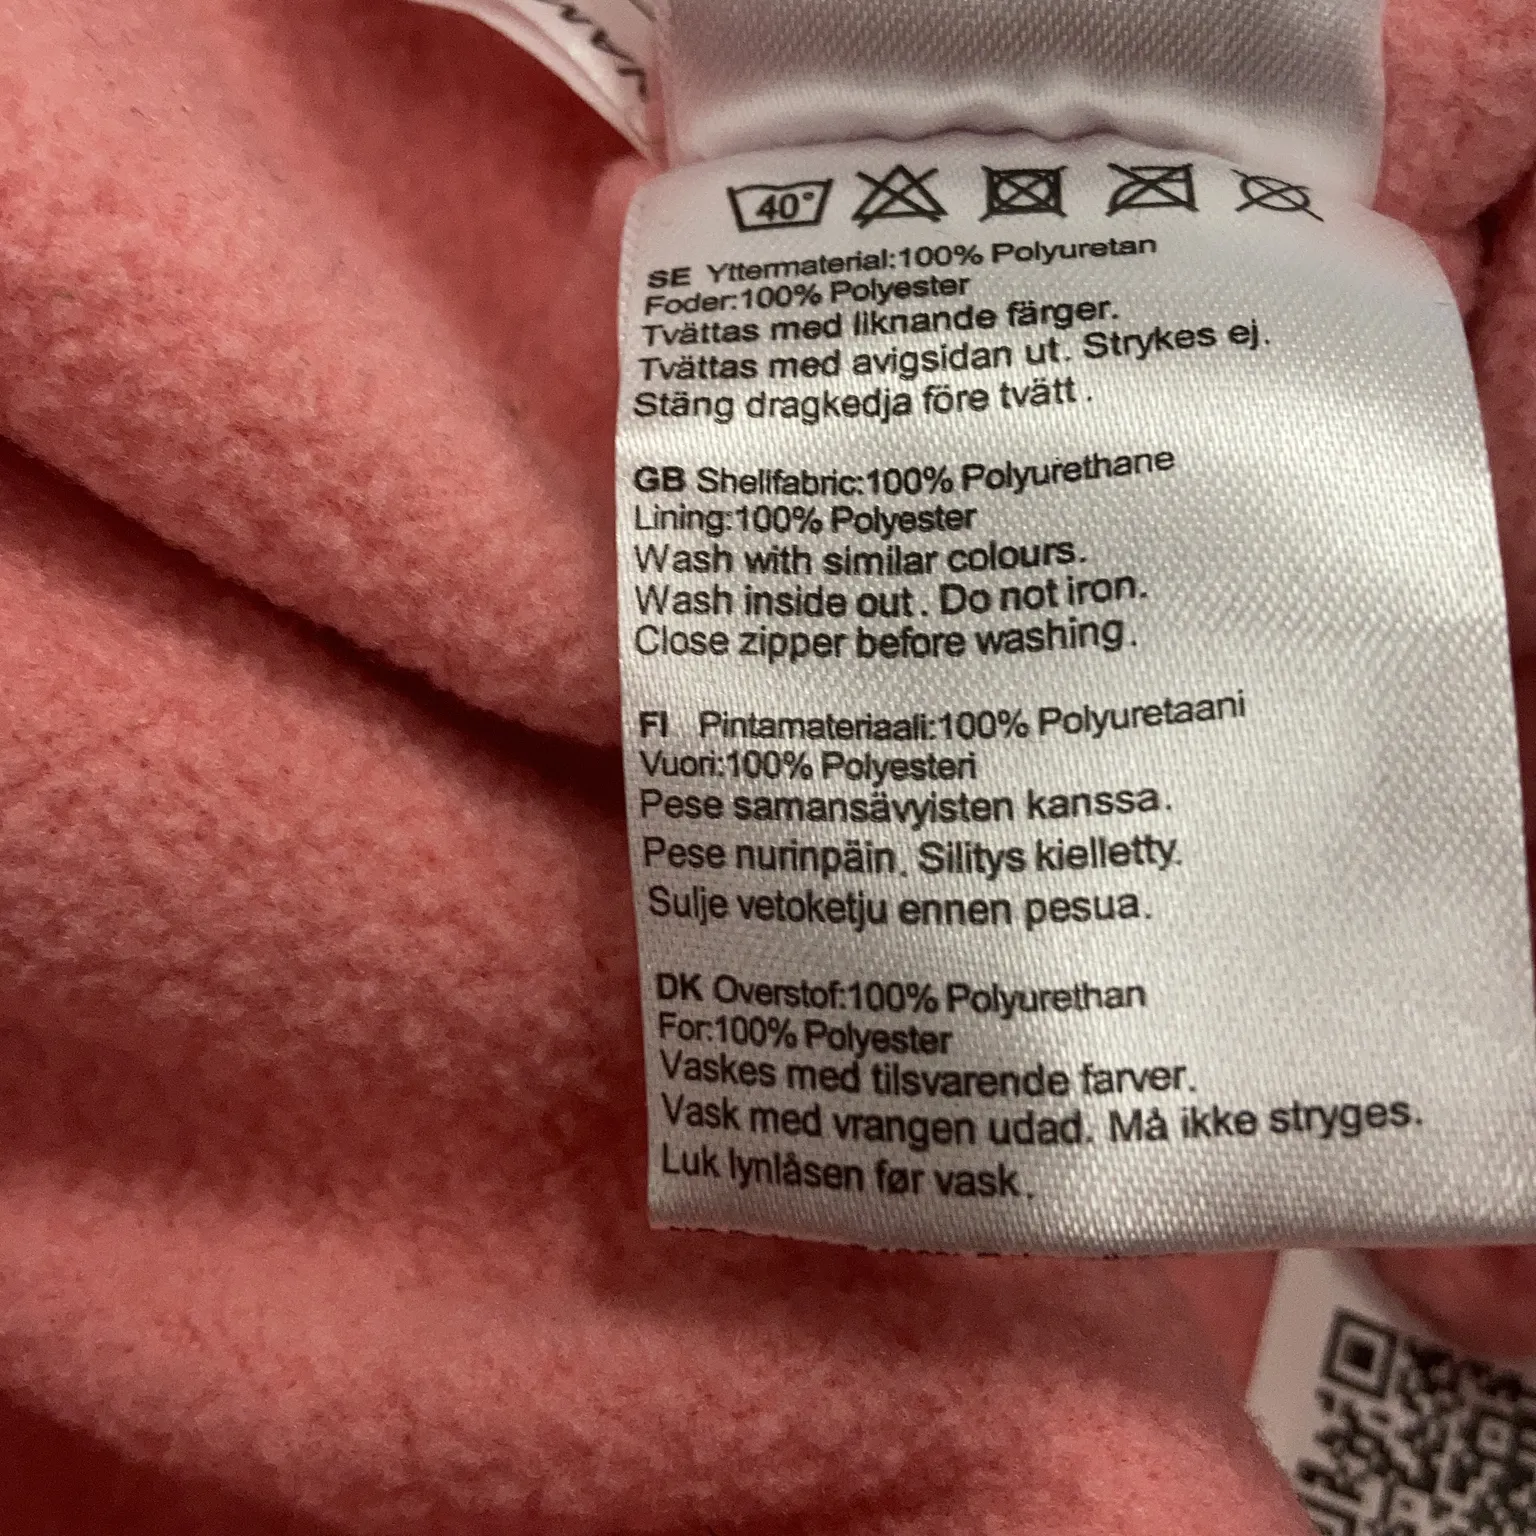 40°
SE Yttermaterial:100% Polyuretan
Foder:100% Polyester
Tvättas med liknande färger.
Tvättas med avigsidan ut. Strykes ej.
Stäng dragkedja före tvätt.
GB Shellfabric:100% Polyurethane
Lining:100% Polyester
Wash with similar colours.
Wash inside out. Do not iron.
Close zipper before washing.
FI Pintamateriaali:100% Polyuretaani
Vuori:100% Polyesteri
Pese samansävyisten kanssa.
Pese nurinpäin. Silitys kielletty.
Sulje vetoketju ennen pesua.
DK Overstof:100% Polyurethan
For:100% Polyester
Vaskes med tilsvarende farver.
Vask med vrangen udad. Må ikke stryges.
Luk lynlåsen før vask.